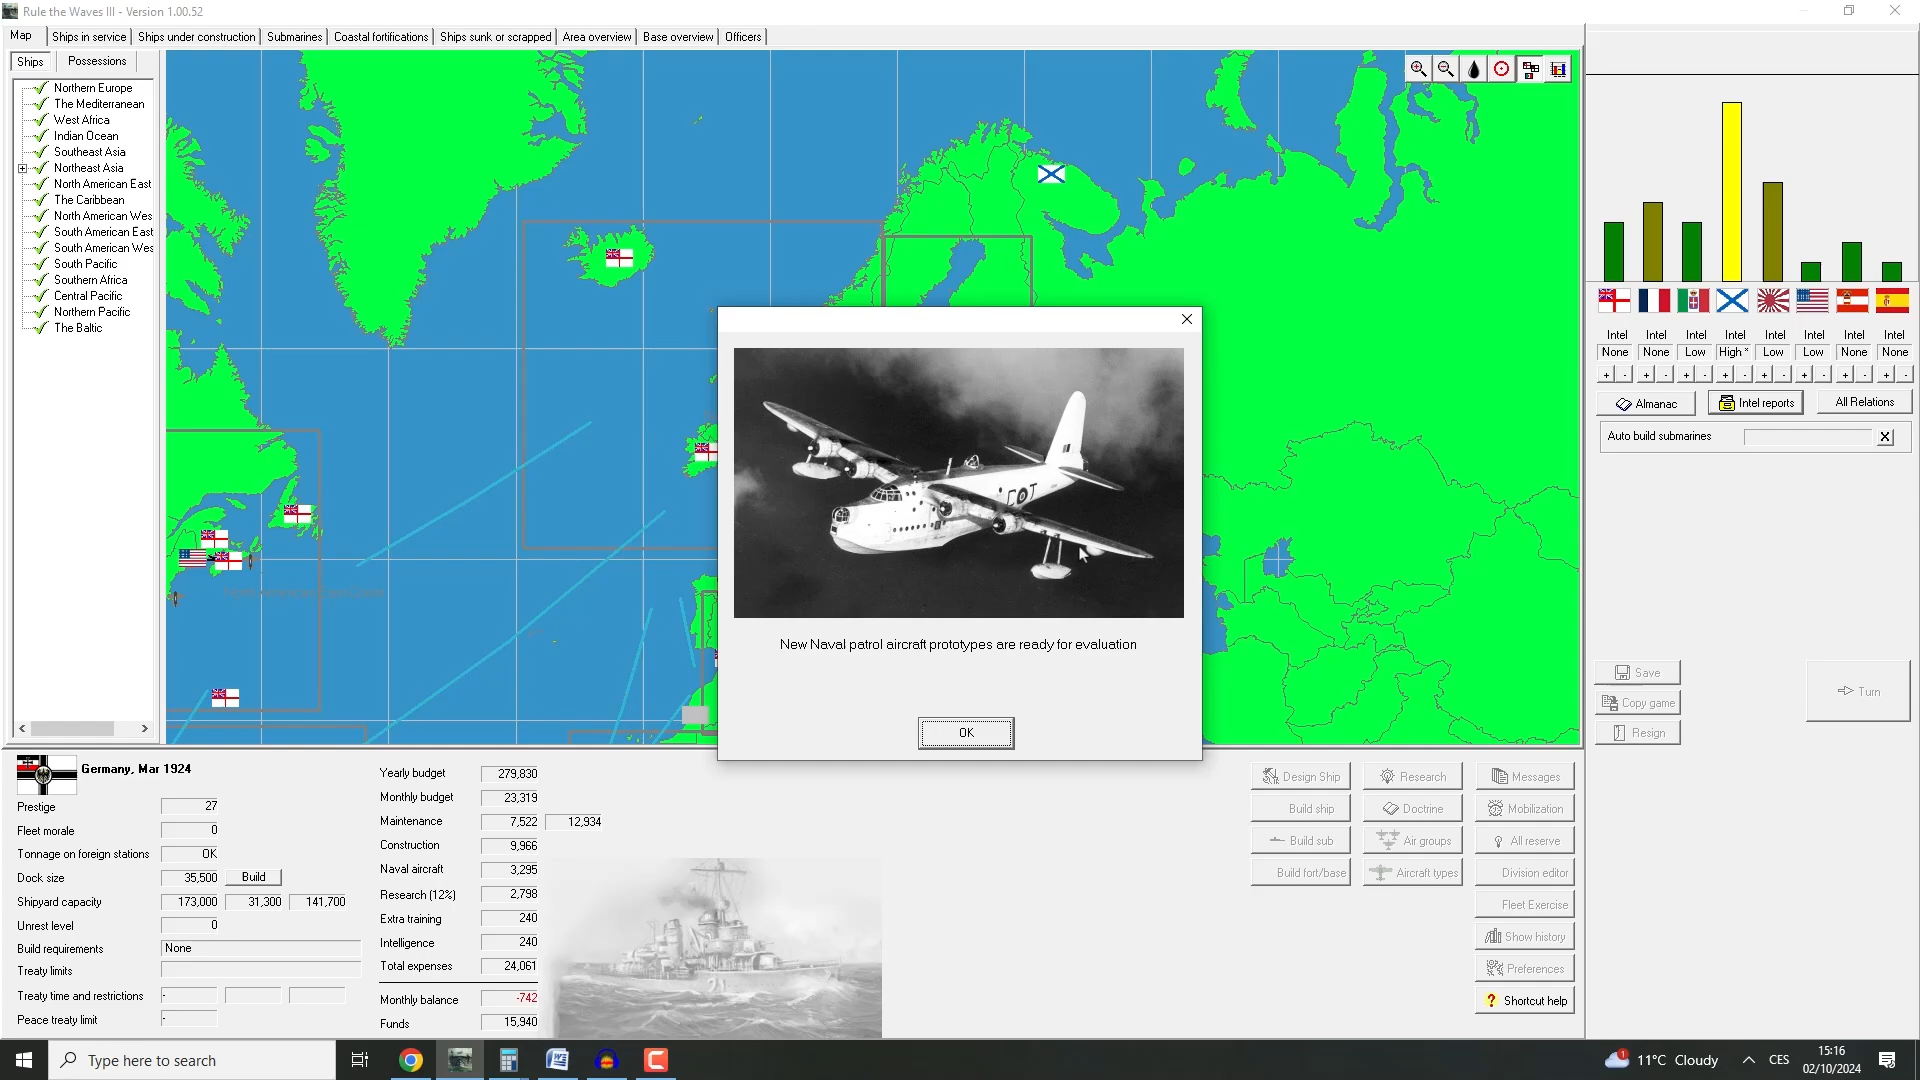 Rule the Waves III - Version 1.00.52
Map
Ships in service
Ships under construction
Submarines
Coastal fortifications
Ships sunk or scrapped
Area overview
Base overview
Officers
Ships
Possessions
Northern Europe
The Mediterranean
West Africa
Indian Ocean
Southeast Asia
Northeast Asia
North American East
The Caribbean
North American Wes
South American East
South American Wes
South Pacific
Southern Africa
Central Pacific
Northern Pacific
The Baltic
New Naval patrol aircraft prototypes are ready for evaluation
OK
Intel Intel Intel Intel Intel Intel Intel Intel
None None Low High * Low Low None None
+ - + - + - + - + - + - + - + -
Almanac
Intel reports
All Relations
Auto build submarines
X
Save
Copy game
Resign
Turn
Germany, Mar 1924
Prestige 27
Fleet morale 0
Tonnage on foreign stations OK
Dock size 35,500 Build
Shipyard capacity 173,000 31,300 141,700
Unrest level 0
Build requirements None
Treaty limits
Treaty time and restrictions -
Peace treaty limit -
Yearly budget 279,830
Monthly budget 23,319
Maintenance 7,522 12,934
Construction 9,966
Naval aircraft 3,295
Research (12%) 2,798
Extra training 240
Intelligence 240
Total expenses 24,061
Monthly balance -742
Funds 15,940
Design Ship
Research
Messages
Build ship
Doctrine
Mobilization
Build sub
Air groups
All reserve
Build fort/base
Aircraft types
Division editor
Fleet Exercise
Show history
Preferences
? Shortcut help
Type here to search
1
11°C Cloudy
CES
15:16
02/10/2024